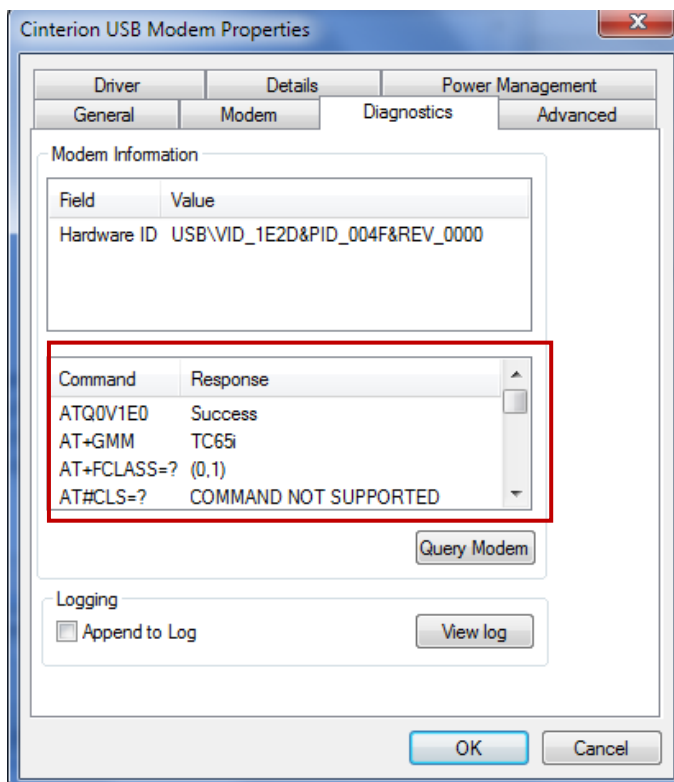 Cinterion USB Modem Properties
Driver Details Power Management
General Modem Diagnostics Advanced
Modem Information
Field Value
Hardware ID USB\VID_1E2D&PID_004F&REV_0000
Command Response
ATQ0V1E0 Success
AT+GMM TC65i
AT+FCLASS=? (0,1)
AT#CLS=? COMMAND NOT SUPPORTED
Query Modem
Logging
Append to Log View log
OK Cancel